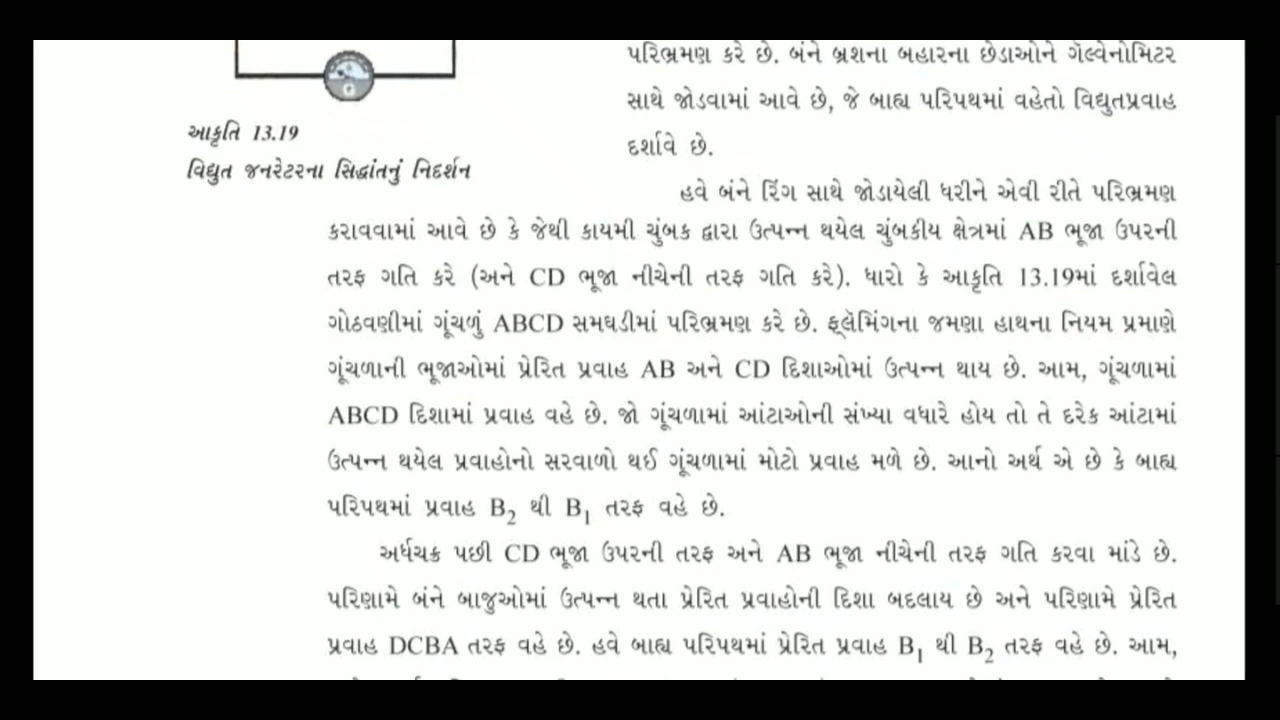 પરિભ્રમણ કરે છે. બંને બ્રશના બહારના છેડાઓને ગૅલ્વેનોમિટર
સાથે જોડવામાં આવે છે, જે બાહ્ય પરિપથમાં વહેતો વિદ્યુતપ્રવાહ
દર્શાવે છે.
આકૃતિ 13.19
વિદ્યુત જનરેટરના સિદ્ધાંતનું નિદર્શન
હવે બંને રિંગ સાથે જોડાયેલી ધરીને એવી રીતે પરિભ્રમણ
કરાવવામાં આવે છે કે જેથી કાયમી ચુંબક દ્વારા ઉત્પન્ન થયેલ ચુંબકીય ક્ષેત્રમાં AB ભૂજા ઉપરની
તરફ ગતિ કરે (અને CD ભૂજા નીચેની તરફ ગતિ કરે). ધારો કે આકૃતિ 13.19માં દર્શાવેલ
ગોઠવણીમાં ગૂંચળું ABCD સમઘડીમાં પરિભ્રમણ કરે છે. ફ્લૅમિંગના જમણા હાથના નિયમ પ્રમાણે
ગૂંચળાની ભૂજાઓમાં પ્રેરિત પ્રવાહ AB અને CD દિશાઓમાં ઉત્પન્ન થાય છે. આમ, ગૂંચળામાં
ABCD દિશામાં પ્રવાહ વહે છે. જો ગૂંચળામાં આંટાઓની સંખ્યા વધારે હોય તો તે દરેક આંટામાં
ઉત્પન્ન થયેલ પ્રવાહોનો સરવાળો થઈ ગૂંચળામાં મોટો પ્રવાહ મળે છે. આનો અર્થ એ છે કે બાહ્ય
પરિપથમાં પ્રવાહ B₂ થી B₁ તરફ વહે છે.
અર્ધચક્ર પછી CD ભૂજા ઉપરની તરફ અને AB ભૂજા નીચેની તરફ ગતિ કરવા માંડે છે.
પરિણામે બંને બાજુઓમાં ઉત્પન્ન થતા પ્રેરિત પ્રવાહોની દિશા બદલાય છે અને પરિણામે પ્રેરિત
પ્રવાહ DCBA તરફ વહે છે. હવે બાહ્ય પરિપથમાં પ્રેરિત પ્રવાહ B₁ થી B₂ તરફ વહે છે. આમ,